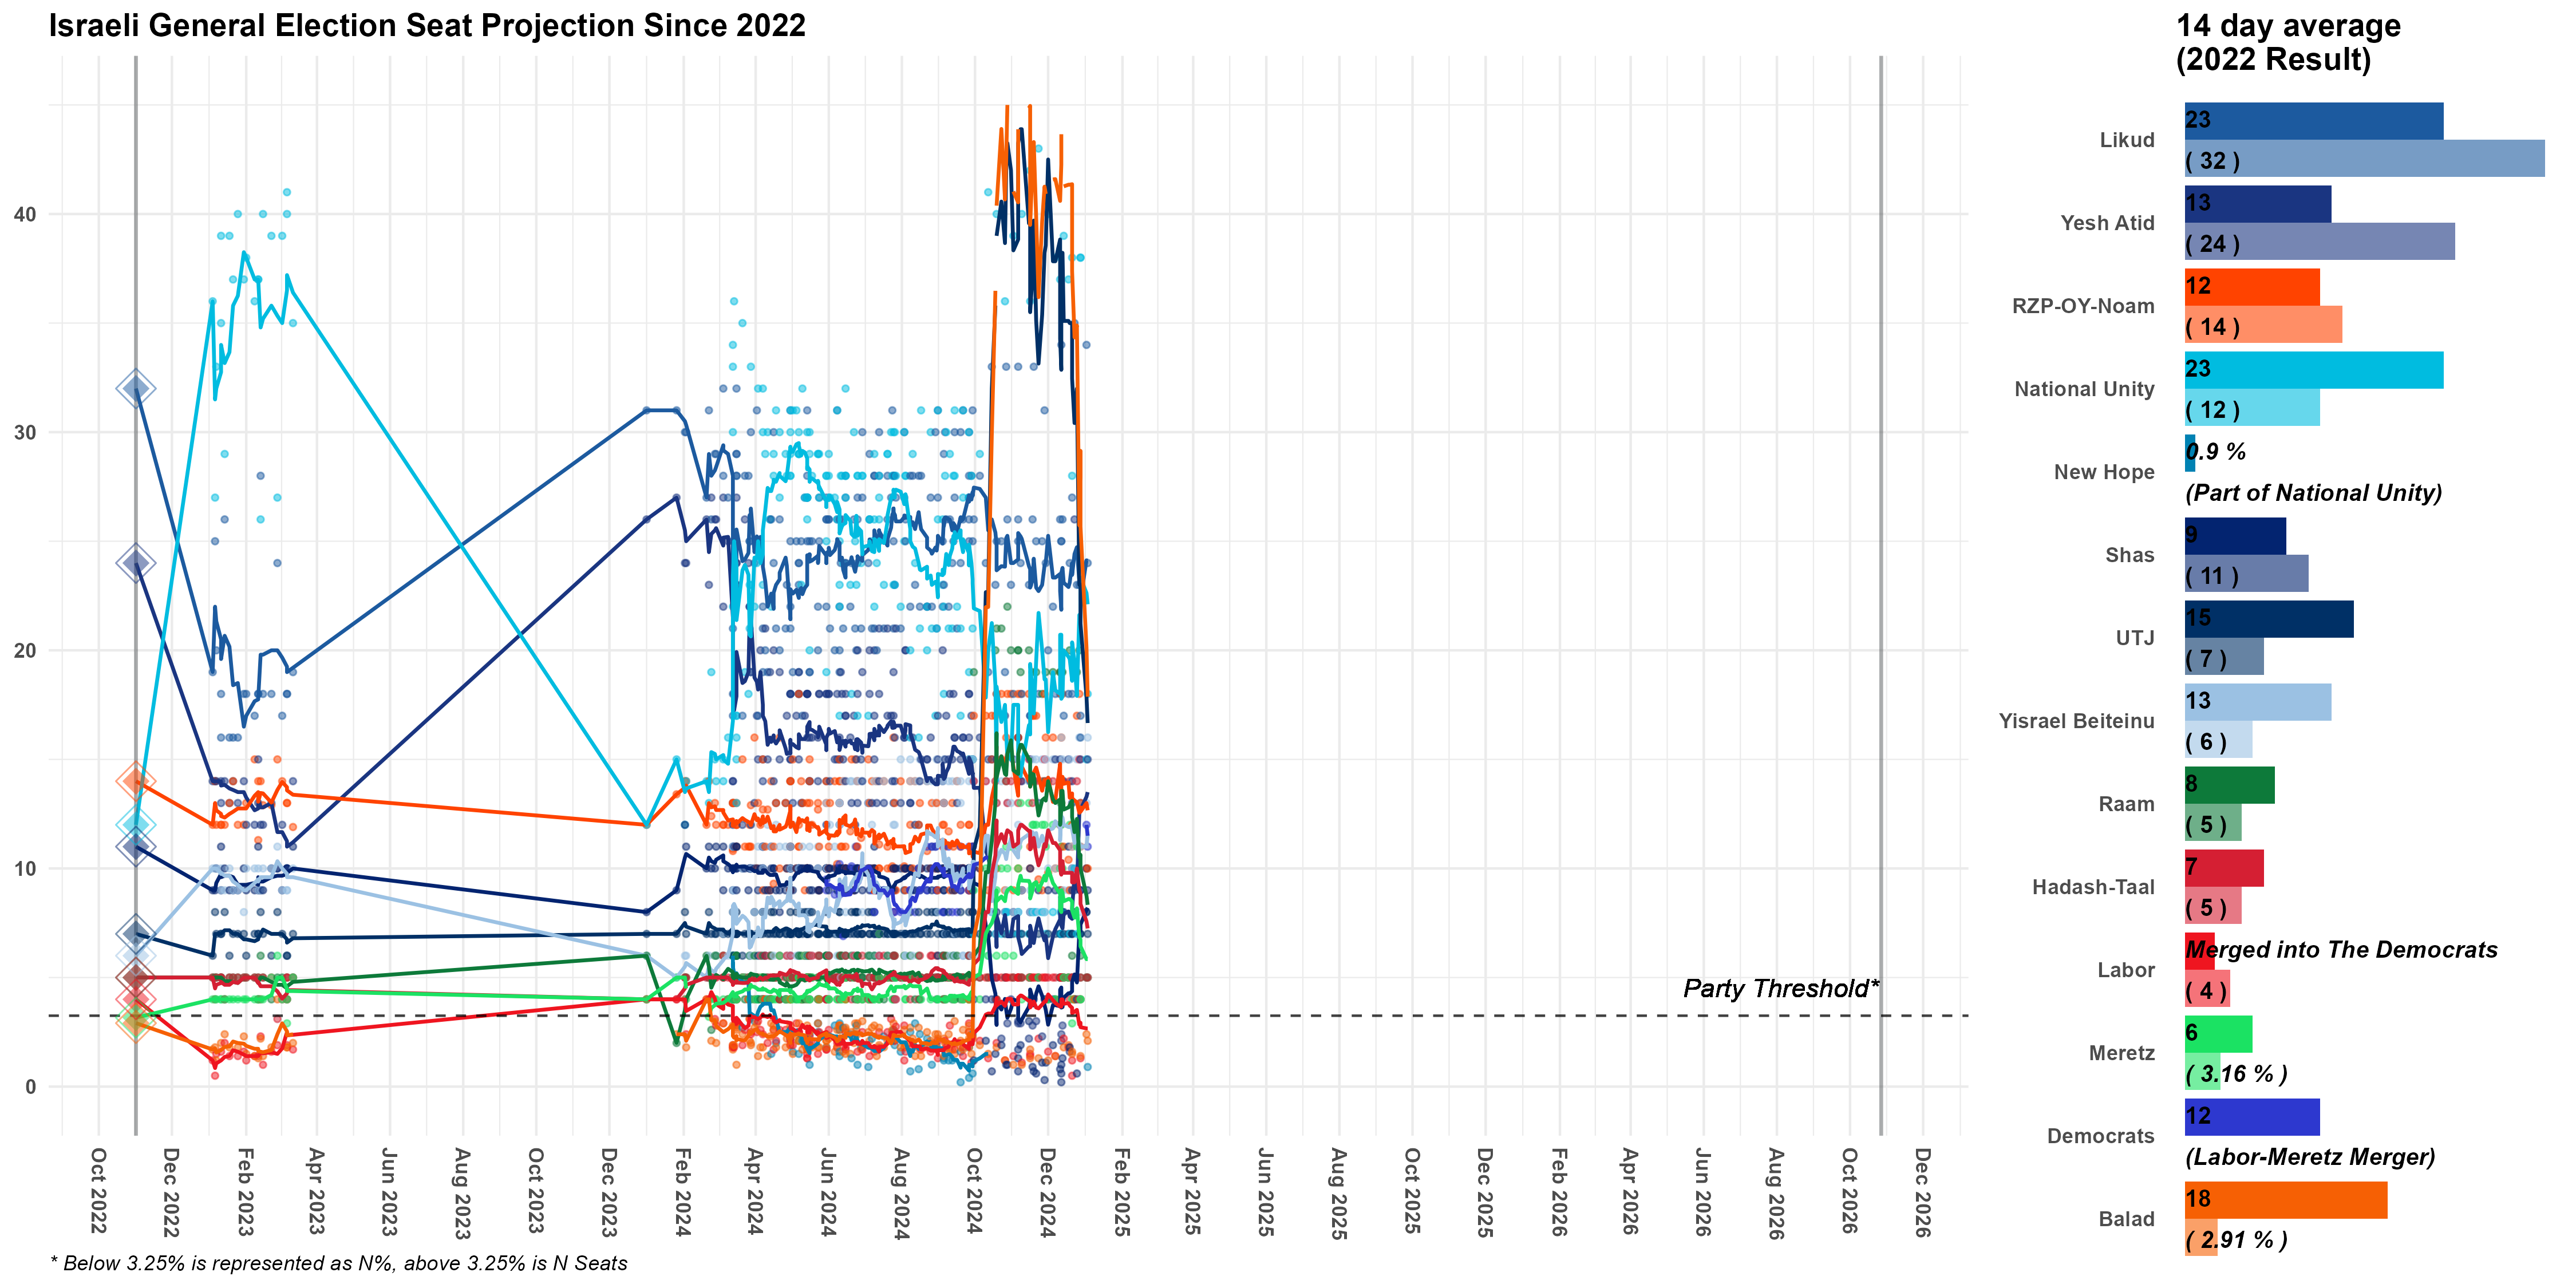 Israeli General Election Seat Projection Since 2022
14 day average
(2022 Result)
40
30
20
10
0
Party Threshold*
Oct 2022
Dec 2022
Feb 2023
Apr 2023
Jun 2023
Aug 2023
Oct 2023
Dec 2023
Feb 2024
Apr 2024
Jun 2024
Aug 2024
Oct 2024
Dec 2024
Feb 2025
Apr 2025
Jun 2025
Aug 2025
Oct 2025
Dec 2025
Feb 2026
Apr 2026
Jun 2026
Aug 2026
Oct 2026
Dec 2026
* Below 3.25% is represented as N%, above 3.25% is N Seats
Likud
23
( 32 )
Yesh Atid
13
( 24 )
RZP-OY-Noam
12
( 14 )
National Unity
23
( 12 )
New Hope
0.9 %
(Part of National Unity)
Shas
9
( 11 )
UTJ
15
( 7 )
Yisrael Beiteinu
13
( 6 )
Raam
8
( 5 )
Hadash-Taal
7
( 5 )
Labor
Merged into The Democrats
( 4 )
Meretz
6
( 3.16 % )
Democrats
12
(Labor-Meretz Merger)
Balad
18
( 2.91 % )